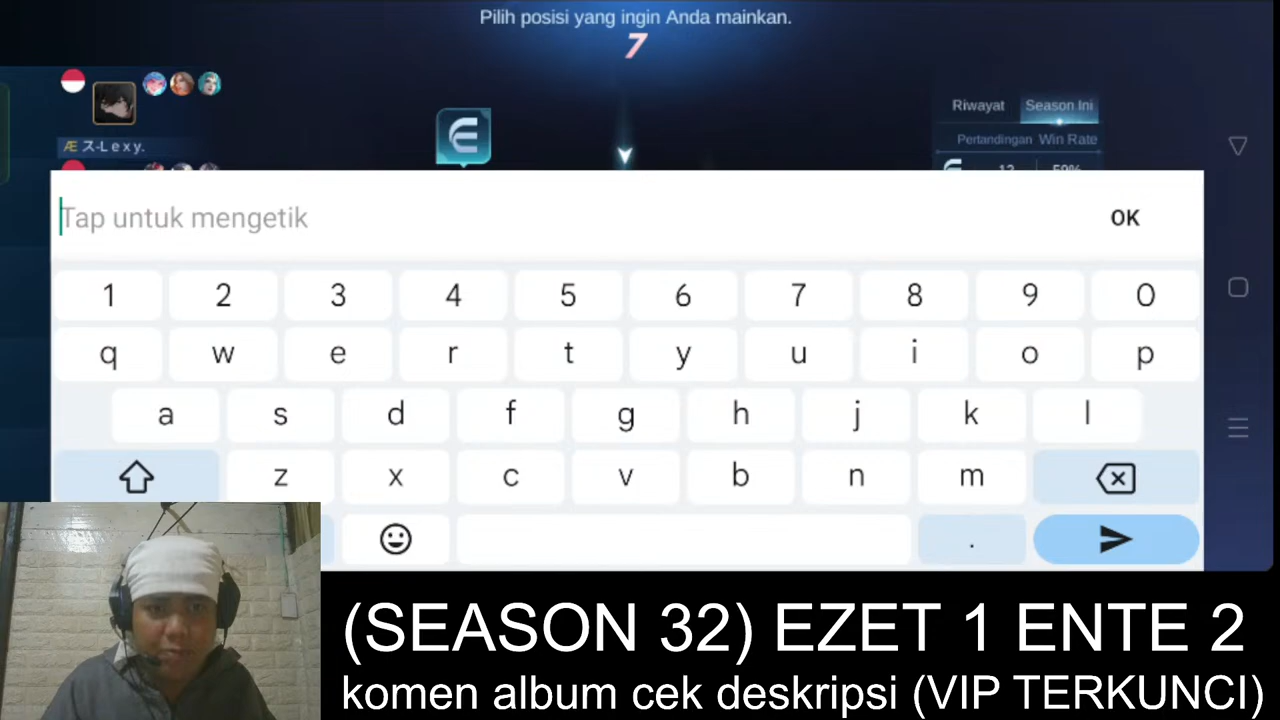 Pilih posisi yang ingin Anda mainkan.
7
Riwayat Season Ini
Pertandingan Win Rate
Æ ス-L e x y.
12 50%
Tap untuk mengetik OK
1 2 3 4 5 6 7 8 9 0
q w e r t y u i o p
a s d f g h j k l
z x c v b n m
.
(SEASON 32) EZET 1 ENTE 2
komen album cek deskripsi (VIP TERKUNCI)